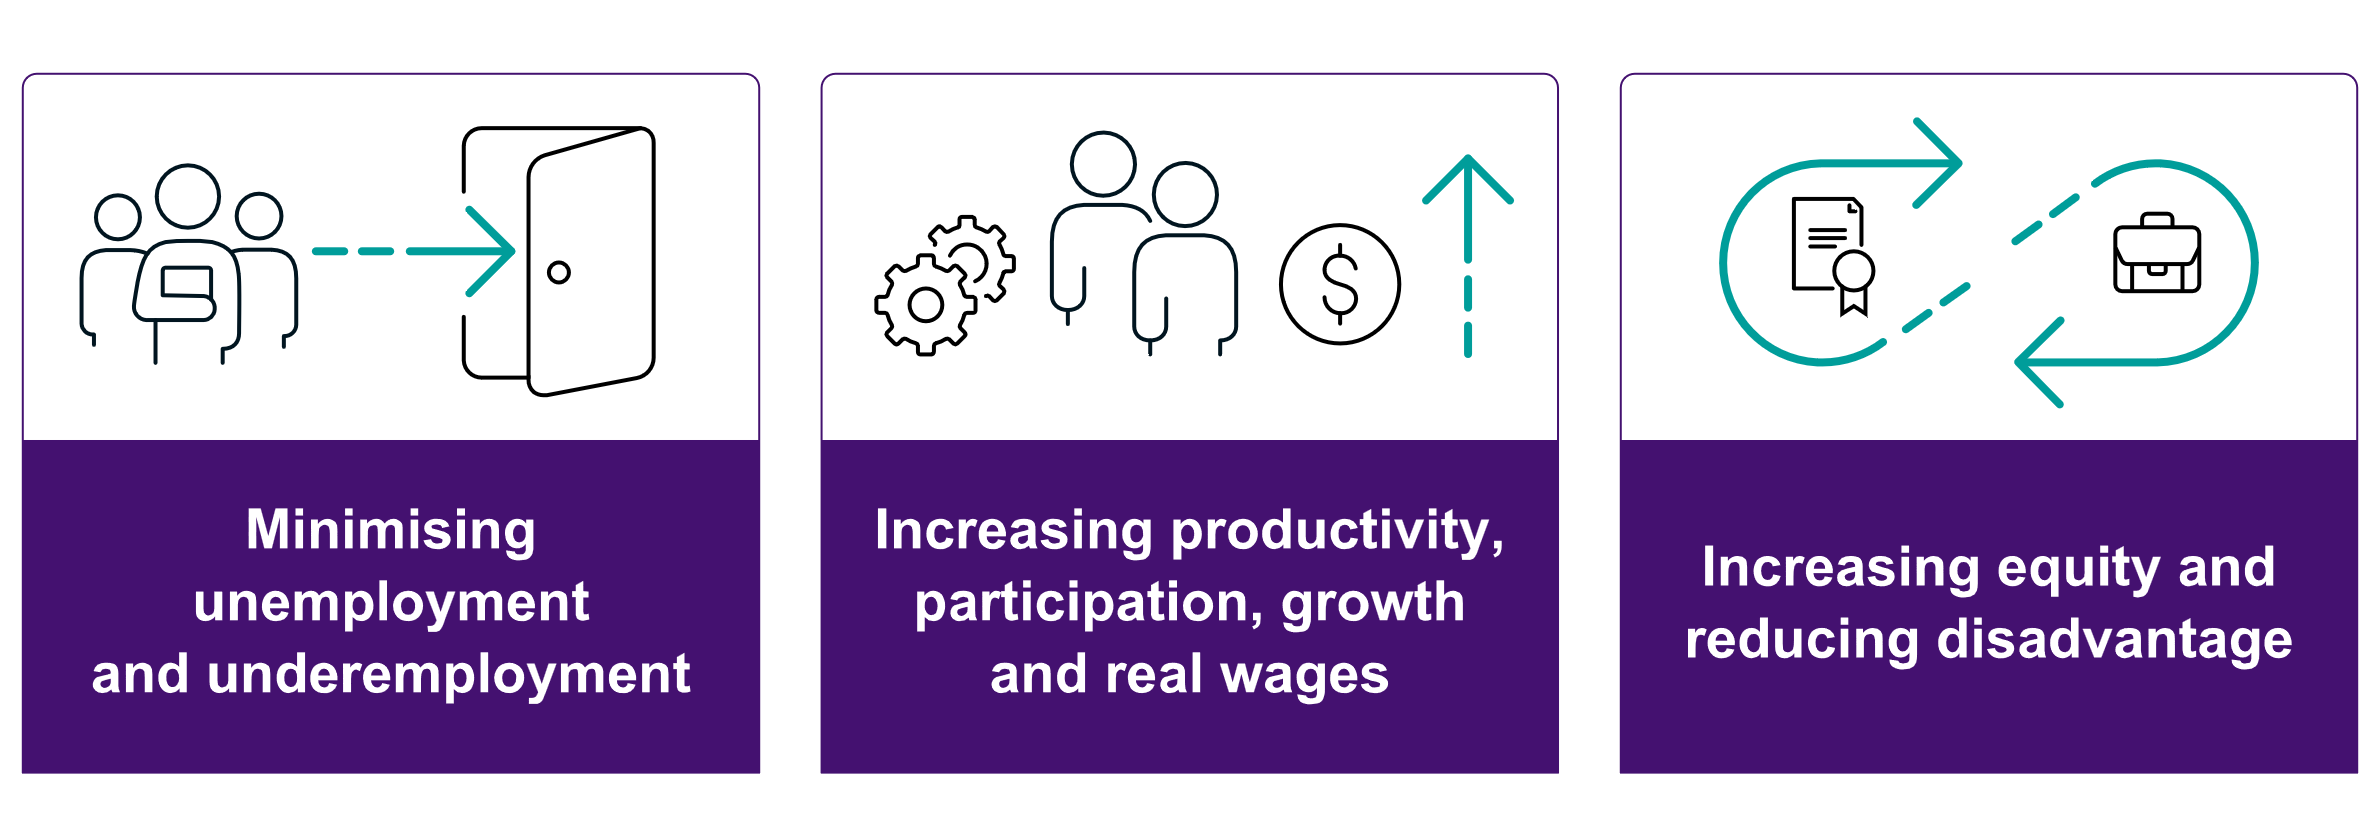 Minimising
unemployment
and underemployment
Increasing productivity,
participation, growth
and real wages
Increasing equity and
reducing disadvantage